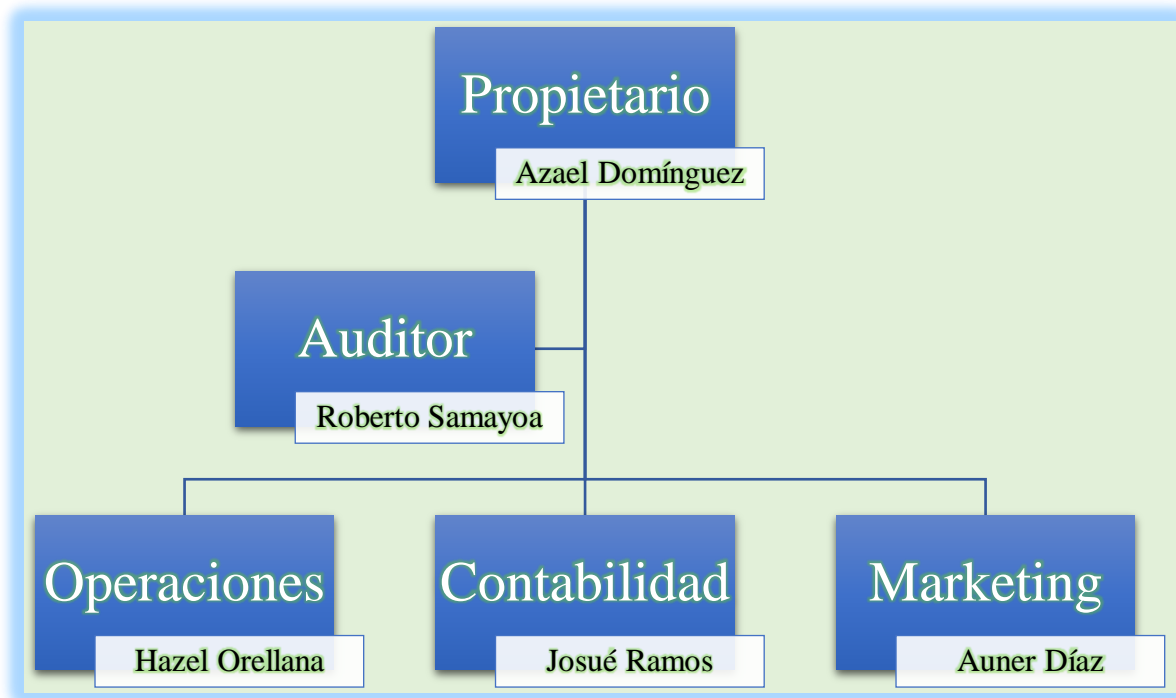 Propietario
Azael Domínguez
Auditor
Roberto Samayoa
Operaciones
Hazel Orellana
Contabilidad
Josué Ramos
Marketing
Auner Díaz